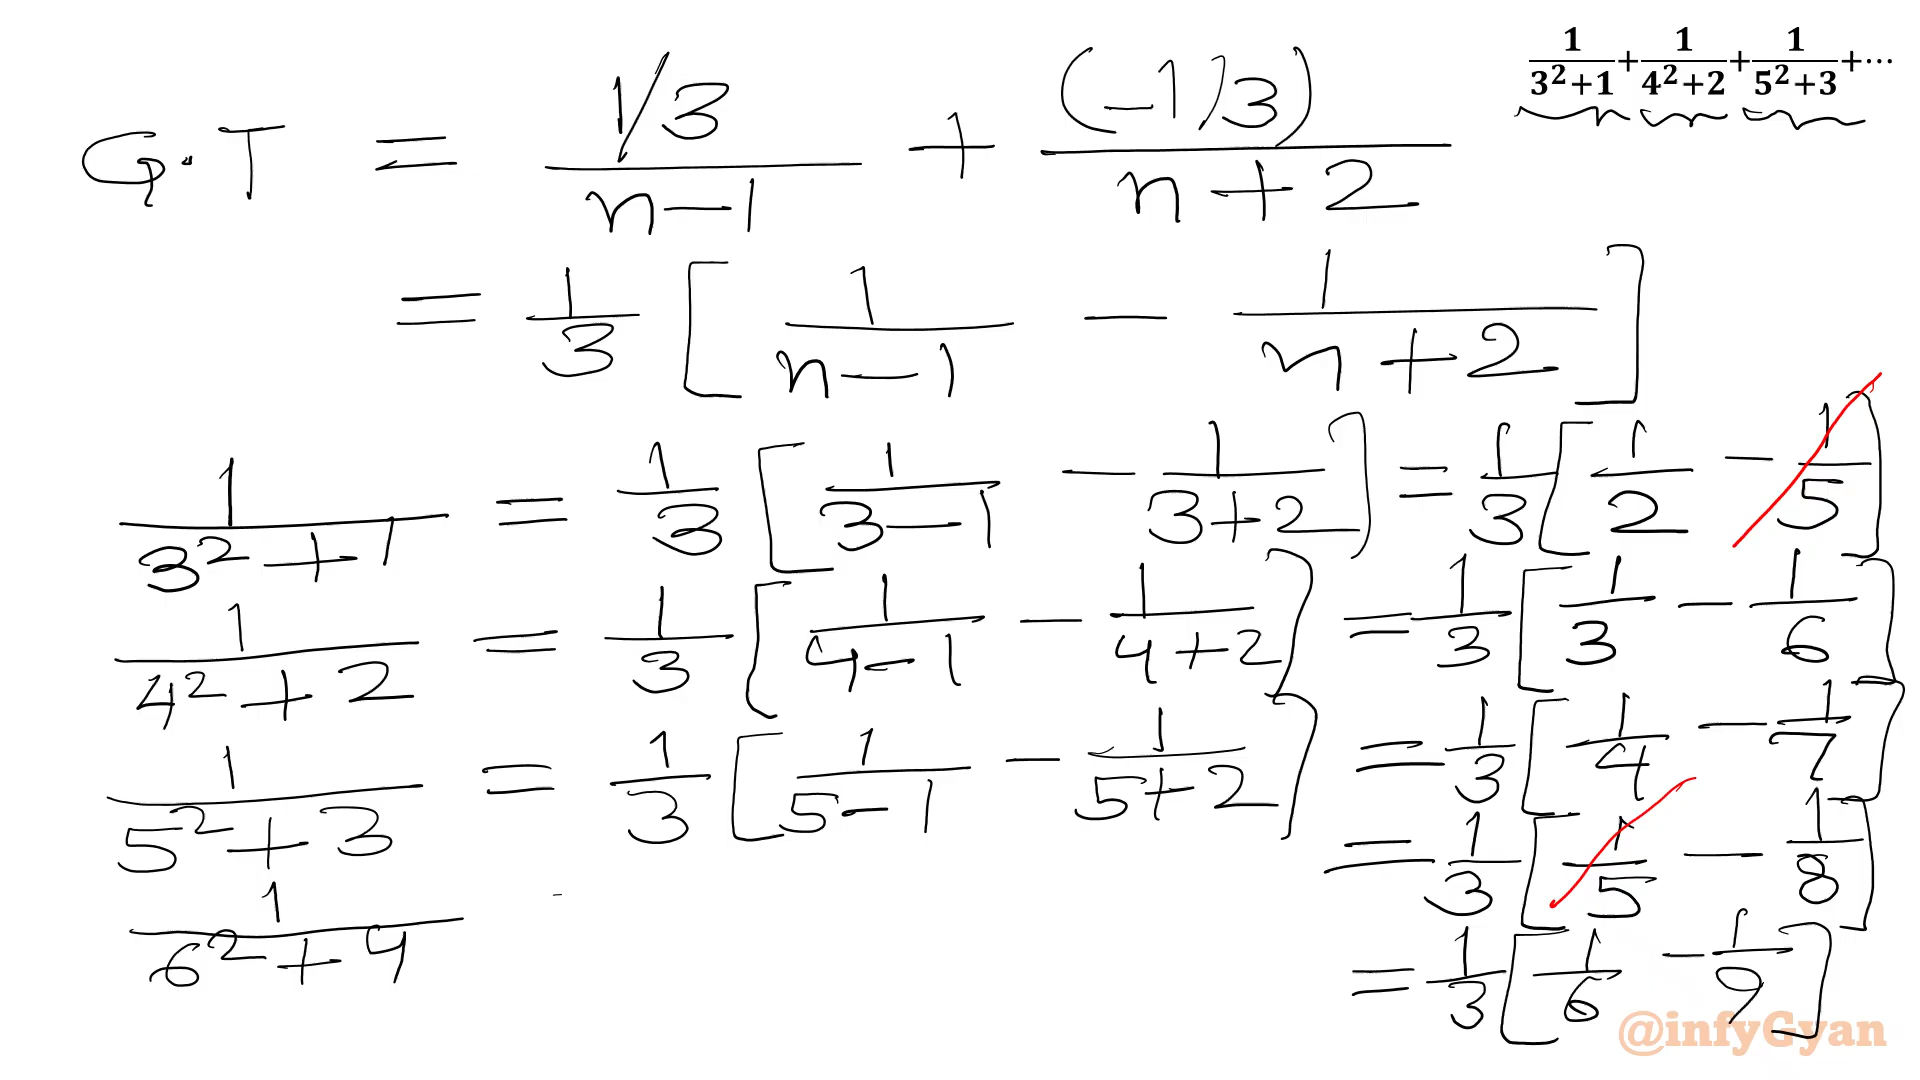 1/(3²+1) + 1/(4²+2) + 1/(5²+3) + ⋯
G.T = (1/3)/(n-1) + (-1/3)/(n+2)
= 1/3 [ 1/(n-1) - 1/(n+2) ]
1/(3²+1) = 1/3 [ 1/(3-1) - 1/(3+2) ] = 1/3 [ 1/2 - 1/5 ]
1/(4²+2) = 1/3 [ 1/(4-1) - 1/(4+2) ] = 1/3 [ 1/3 - 1/6 ]
1/(5²+3) = 1/3 [ 1/(5-1) - 1/(5+2) ] = 1/3 [ 1/4 - 1/7 ]
1/(6²+4) = 1/3 [ 1/5 - 1/8 ]
= 1/3 [ 1/6 - 1/9 ]
@infyGyan